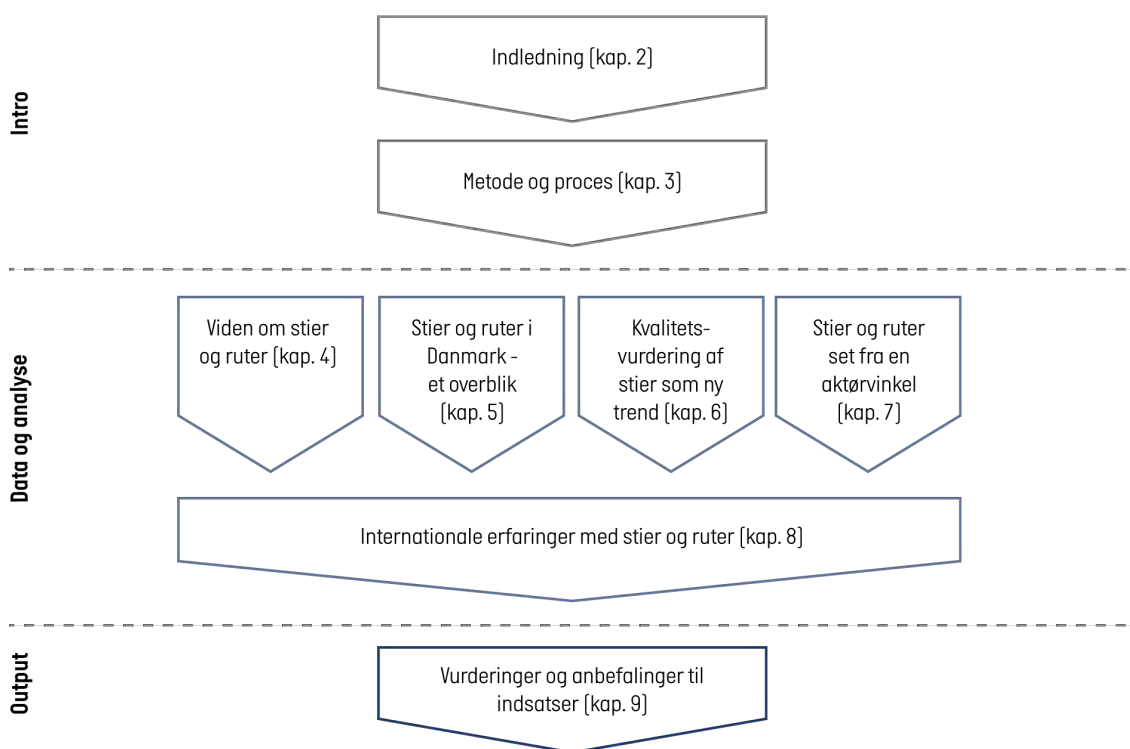 Intro
Indledning (kap. 2)
Metode og proces (kap. 3)
Data og analyse
Viden om stier
og ruter (kap. 4)
Stier og ruter i
Danmark -
et overblik
(kap. 5)
Kvalitets-
vurdering af
stier som ny
trend (kap. 6)
Stier og ruter
set fra en
aktørvinkel
(kap. 7)
Internationale erfaringer med stier og ruter (kap. 8)
Output
Vurderinger og anbefalinger til
indsatser (kap. 9)